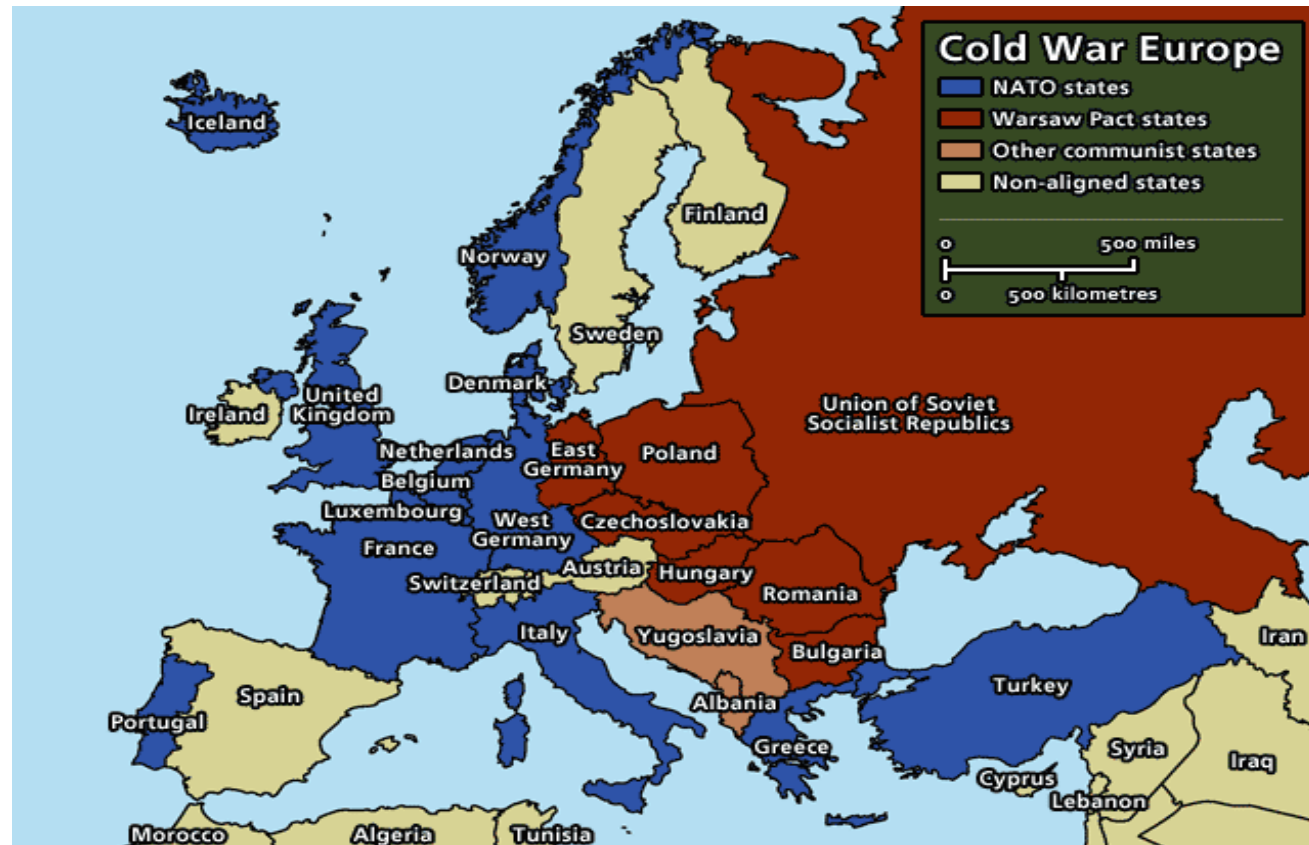 Cold War Europe
NATO states
Warsaw Pact states
Other communist states
Non-aligned states
0 500 miles
0 500 kilometres
Iceland
Finland
Norway
Sweden
Denmark
United
Kingdom
Ireland
Union of Soviet
Socialist Republics
Netherlands
East
Germany
Poland
Belgium
Luxembourg
West
Germany
Czechoslovakia
France
Austria
Switzerland
Hungary
Romania
Italy
Yugoslavia
Bulgaria
Iran
Spain
Portugal
Albania
Turkey
Greece
Syria
Iraq
Cyprus
Lebanon
Morocco
Algeria
Tunisia